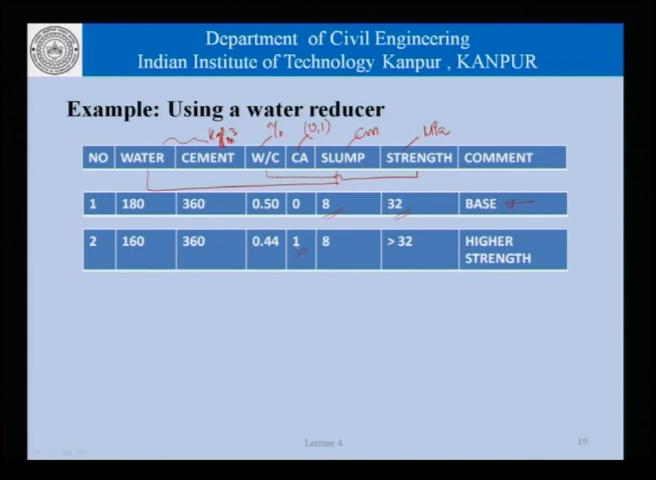 Department of Civil Engineering
Indian Institute of Technology Kanpur , KANPUR
Example: Using a water reducer
% (0,1) cm MPa
NO WATER CEMENT W/C CA SLUMP STRENGTH COMMENT
1 180 360 0.50 0 8 32 BASE
2 160 360 0.44 1 8 > 32 HIGHER
STRENGTH
Lecture 4
19